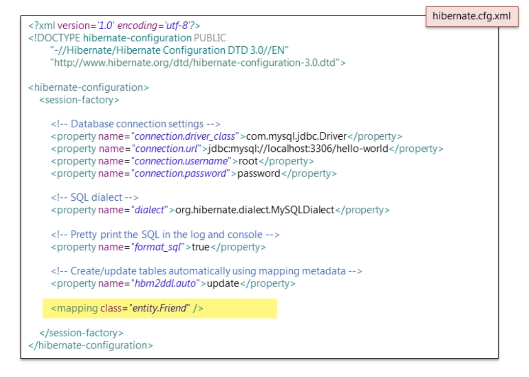 hibernate.cfg.xml
<?xml version='1.0' encoding='utf-8'?>
<!DOCTYPE hibernate-configuration PUBLIC
"-//Hibernate/Hibernate Configuration DTD 3.0//EN"
"http://www.hibernate.org/dtd/hibernate-configuration-3.0.dtd">
<hibernate-configuration>
<session-factory>
<!-- Database connection settings -->
<property name="connection.driver_class">com.mysql.jdbc.Driver</property>
<property name="connection.url">jdbc:mysql://localhost:3306/hello-world</property>
<property name="connection.username">root</property>
<property name="connection.password">password</property>
<!-- SQL dialect -->
<property name="dialect">org.hibernate.dialect.MySQLDialect</property>
<!-- Pretty print the SQL in the log and console -->
<property name="format_sql">true</property>
<!-- Create/update tables automatically using mapping metadata -->
<property name="hbm2ddl.auto">update</property>
<mapping class="entity.Friend" />
</session-factory>
</hibernate-configuration>